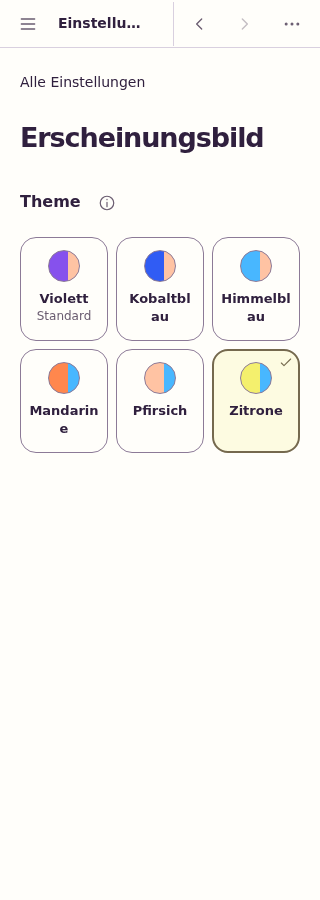 Einstellu…
Alle Einstellungen
Erscheinungsbild
Theme
Violett
Standard
Kobaltbl
au
Himmelbl
au
Mandarin
e
Pfirsich
Zitrone